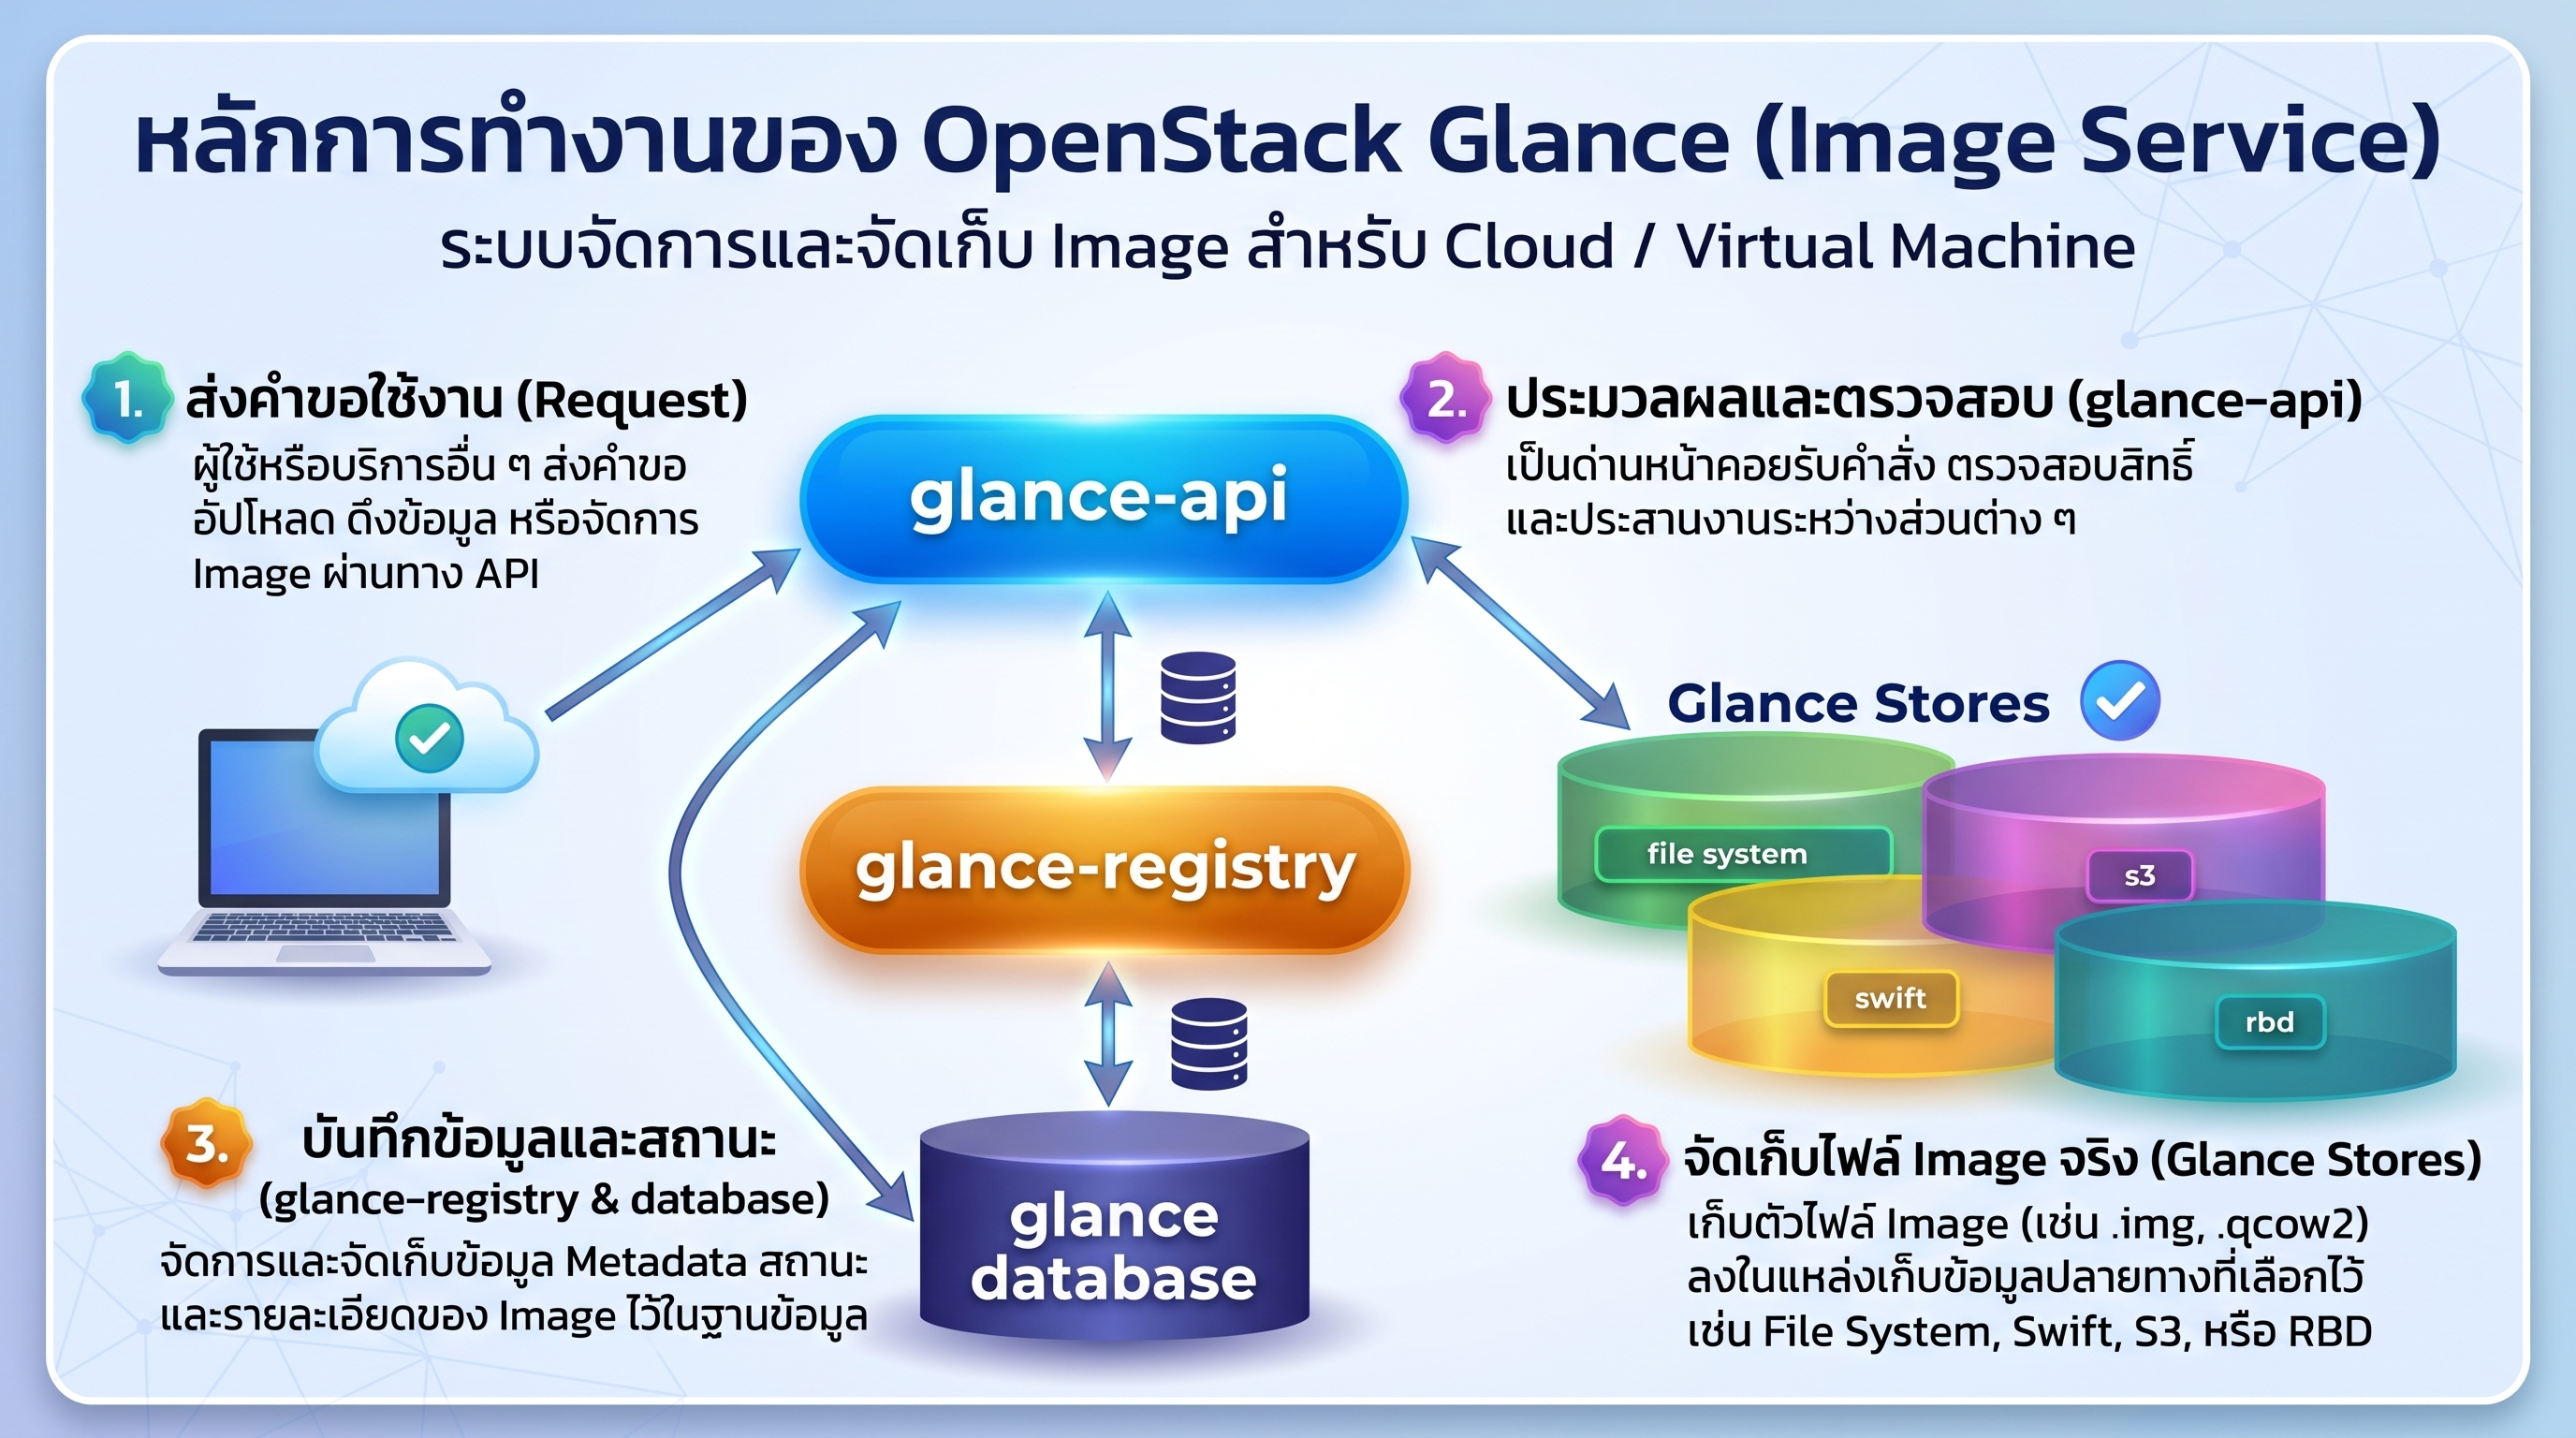 หลักการทำงานของ OpenStack Glance (Image Service)
ระบบจัดการและจัดเก็บ Image สำหรับ Cloud / Virtual Machine
1. ส่งคำขอใช้งาน (Request)
ผู้ใช้หรือบริการอื่น ๆ ส่งคำขอ
อัปโหลด ดึงข้อมูล หรือจัดการ
Image ผ่านทาง API
glance-api
2. ประมวลผลและตรวจสอบ (glance-api)
เป็นด่านหน้าคอยรับคำสั่ง ตรวจสอบสิทธิ์
และประสานงานระหว่างส่วนต่าง ๆ
Glance Stores
file system
s3
swift
rbd
glance-registry
3. บันทึกข้อมูลและสถานะ
(glance-registry & database)
จัดการและจัดเก็บข้อมูล Metadata สถานะ
และรายละเอียดของ Image ไว้ในฐานข้อมูล
glance
database
4. จัดเก็บไฟล์ Image จริง (Glance Stores)
เก็บตัวไฟล์ Image (เช่น .img, .qcow2)
ลงในแหล่งเก็บข้อมูลปลายทางที่เลือกไว้
เช่น File System, Swift, S3, หรือ RBD